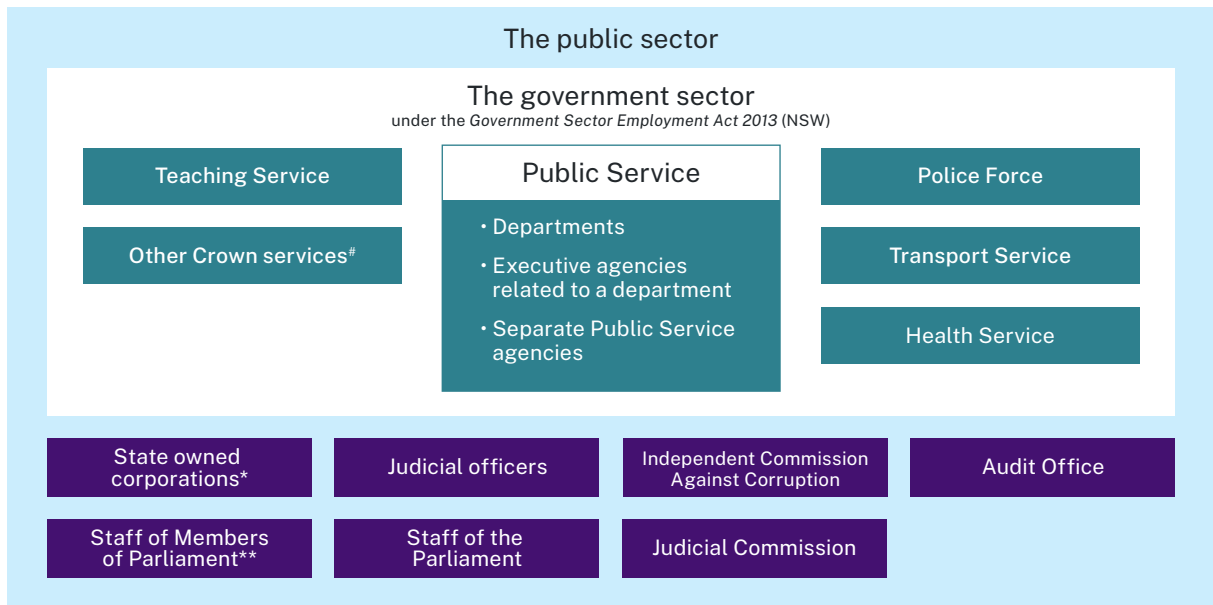 The public sector
The government sector
under the Government Sector Employment Act 2013 (NSW)
Teaching Service
Other Crown services#
Public Service
• Departments
• Executive agencies
related to a department
• Separate Public Service
agencies
Police Force
Transport Service
Health Service
State owned
corporations*
Judicial officers
Independent Commission
Against Corruption
Audit Office
Staff of Members
of Parliament**
Staff of the
Parliament
Judicial Commission